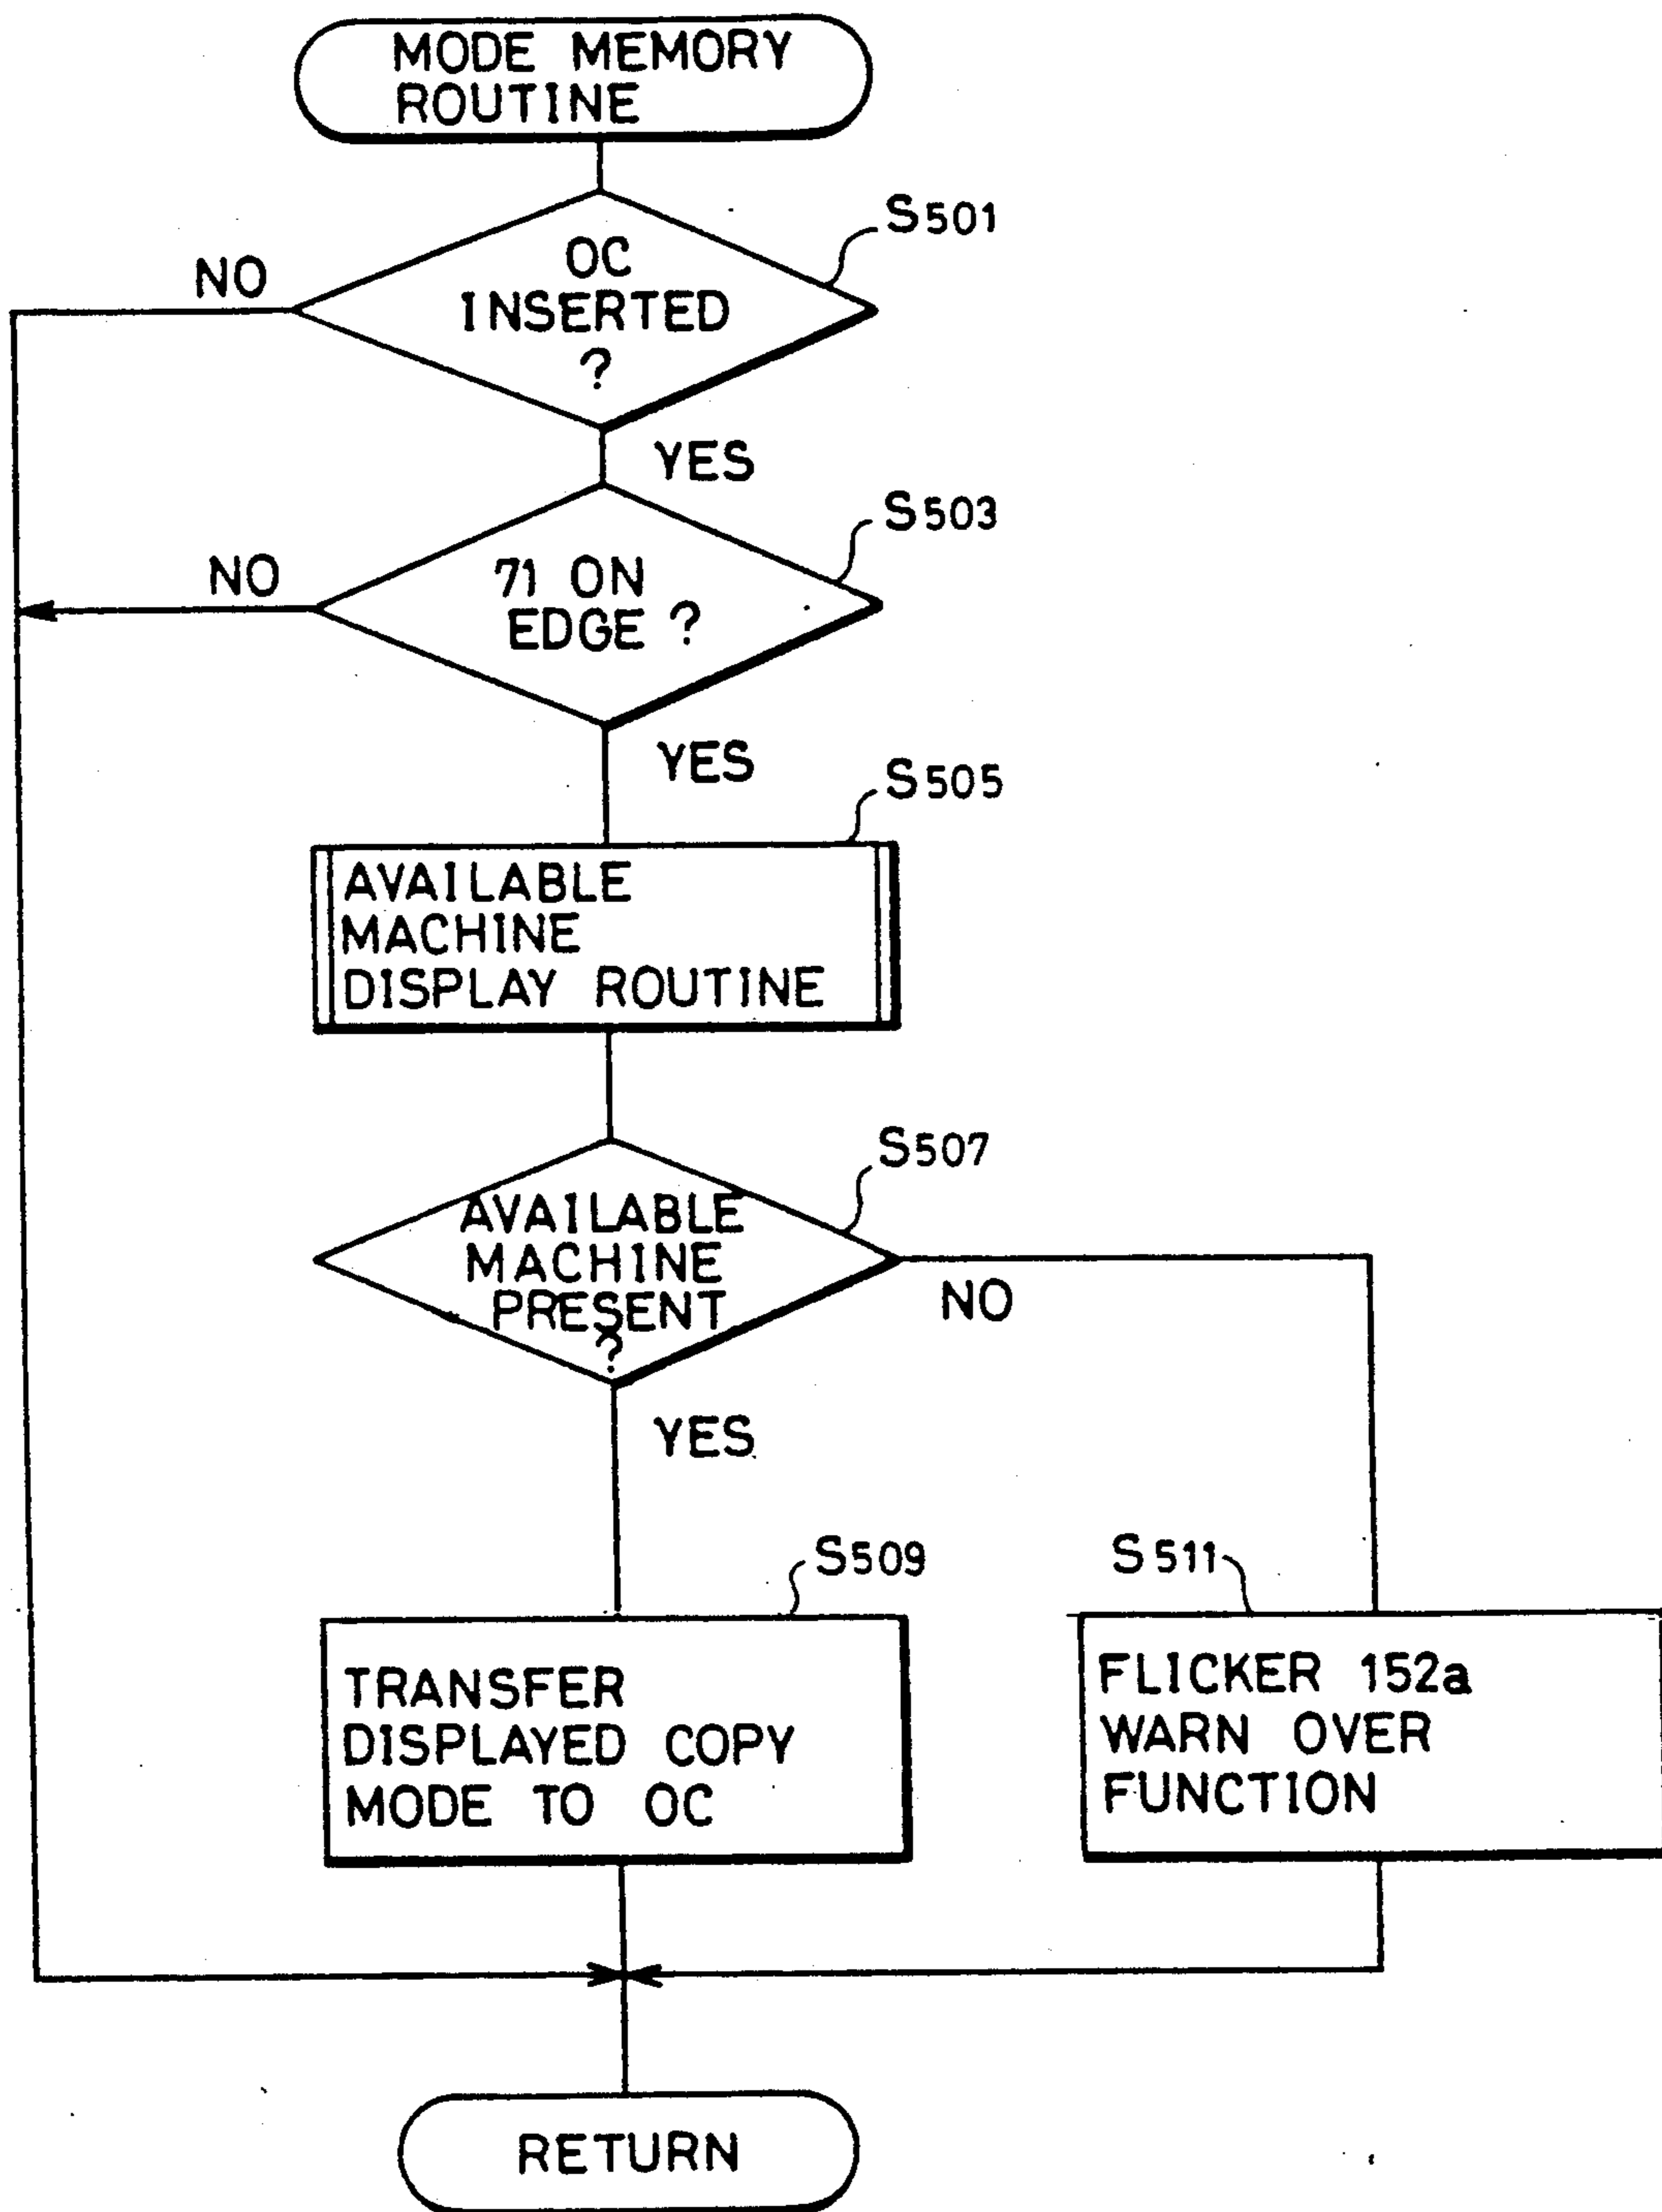 MODE MEMORY
ROUTINE
S501
NO
OC
INSERTED
?
YES
S503
NO
71 ON
EDGE ?
YES
S505
AVAILABLE
MACHINE
DISPLAY ROUTINE
S507
AVAILABLE
MACHINE
PRESENT
?
NO
YES
S509
S511
TRANSFER
DISPLAYED COPY
MODE TO OC
FLICKER 152a
WARN OVER
FUNCTION
RETURN